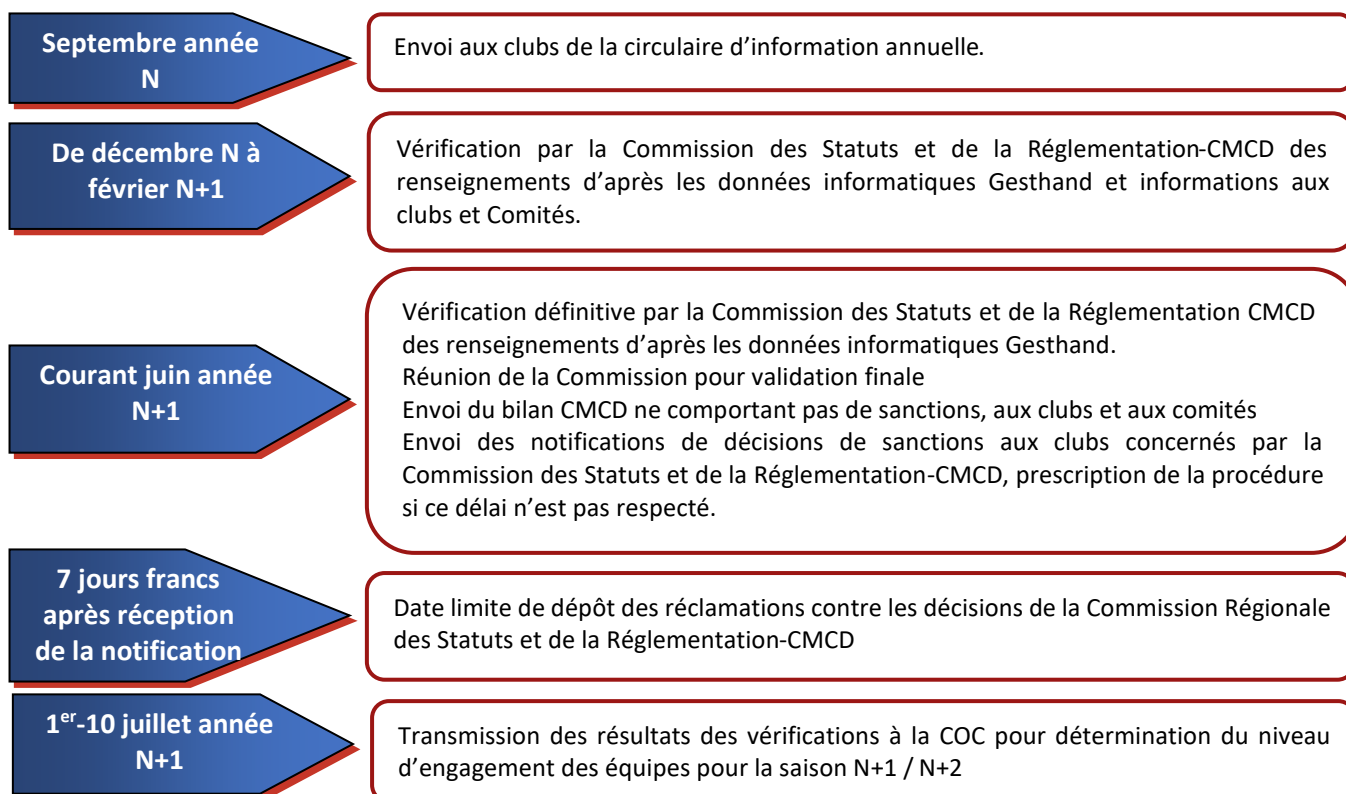 Septembre année
N
Envoi aux clubs de la circulaire d’information annuelle.
De décembre N à
février N+1
Vérification par la Commission des Statuts et de la Réglementation-CMCD des
renseignements d’après les données informatiques Gesthand et informations aux
clubs et Comités.
Courant juin année
N+1
Vérification définitive par la Commission des Statuts et de la Réglementation CMCD
des renseignements d’après les données informatiques Gesthand.
Réunion de la Commission pour validation finale
Envoi du bilan CMCD ne comportant pas de sanctions, aux clubs et aux comités
Envoi des notifications de décisions de sanctions aux clubs concernés par la
Commission des Statuts et de la Réglementation-CMCD, prescription de la procédure
si ce délai n’est pas respecté.
7 jours francs
après réception
de la notification
Date limite de dépôt des réclamations contre les décisions de la Commission Régionale
des Statuts et de la Réglementation-CMCD
1er-10 juillet année
N+1
Transmission des résultats des vérifications à la COC pour détermination du niveau
d’engagement des équipes pour la saison N+1 / N+2